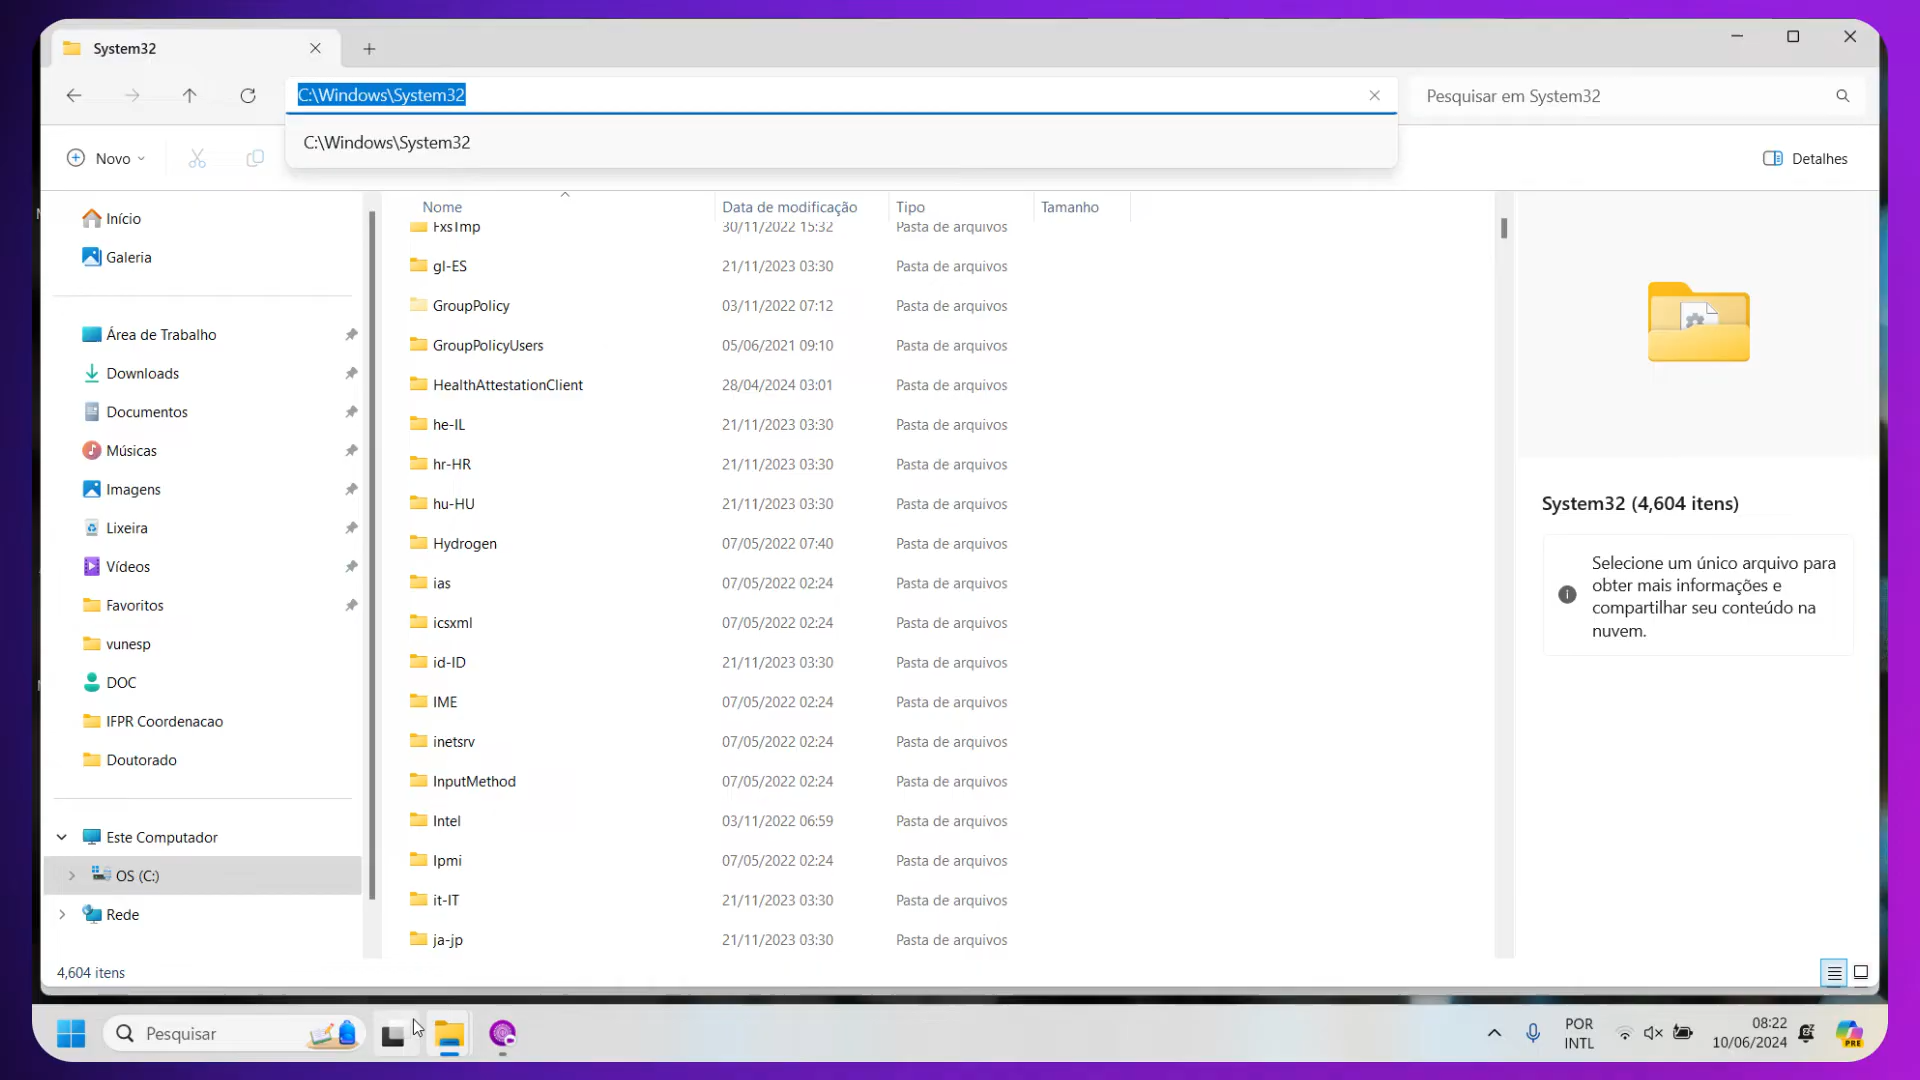 System32
C:\Windows\System32
Pesquisar em System32
Novo
C:\Windows\System32
Detalhes
Início
Galeria
Área de Trabalho
Downloads
Documentos
Músicas
Imagens
Lixeira
Vídeos
Favoritos
vunesp
DOC
IFPR Coordenacao
Doutorado
Este Computador
OS (C:)
Rede
Nome Data de modificação Tipo Tamanho
FxsTmp 30/11/2022 15:32 Pasta de arquivos
gl-ES 21/11/2023 03:30 Pasta de arquivos
GroupPolicy 03/11/2022 07:12 Pasta de arquivos
GroupPolicyUsers 05/06/2021 09:10 Pasta de arquivos
HealthAttestationClient 28/04/2024 03:01 Pasta de arquivos
he-IL 21/11/2023 03:30 Pasta de arquivos
hr-HR 21/11/2023 03:30 Pasta de arquivos
hu-HU 21/11/2023 03:30 Pasta de arquivos
Hydrogen 07/05/2022 07:40 Pasta de arquivos
ias 07/05/2022 02:24 Pasta de arquivos
icsxml 07/05/2022 02:24 Pasta de arquivos
id-ID 21/11/2023 03:30 Pasta de arquivos
IME 07/05/2022 02:24 Pasta de arquivos
inetsrv 07/05/2022 02:24 Pasta de arquivos
InputMethod 07/05/2022 02:24 Pasta de arquivos
Intel 03/11/2022 06:59 Pasta de arquivos
Ipmi 07/05/2022 02:24 Pasta de arquivos
it-IT 21/11/2023 03:30 Pasta de arquivos
ja-jp 21/11/2023 03:30 Pasta de arquivos
System32 (4,604 itens)
Selecione um único arquivo para
obter mais informações e
compartilhar seu conteúdo na
nuvem.
4,604 itens
Pesquisar
POR
INTL
08:22
10/06/2024
PRE